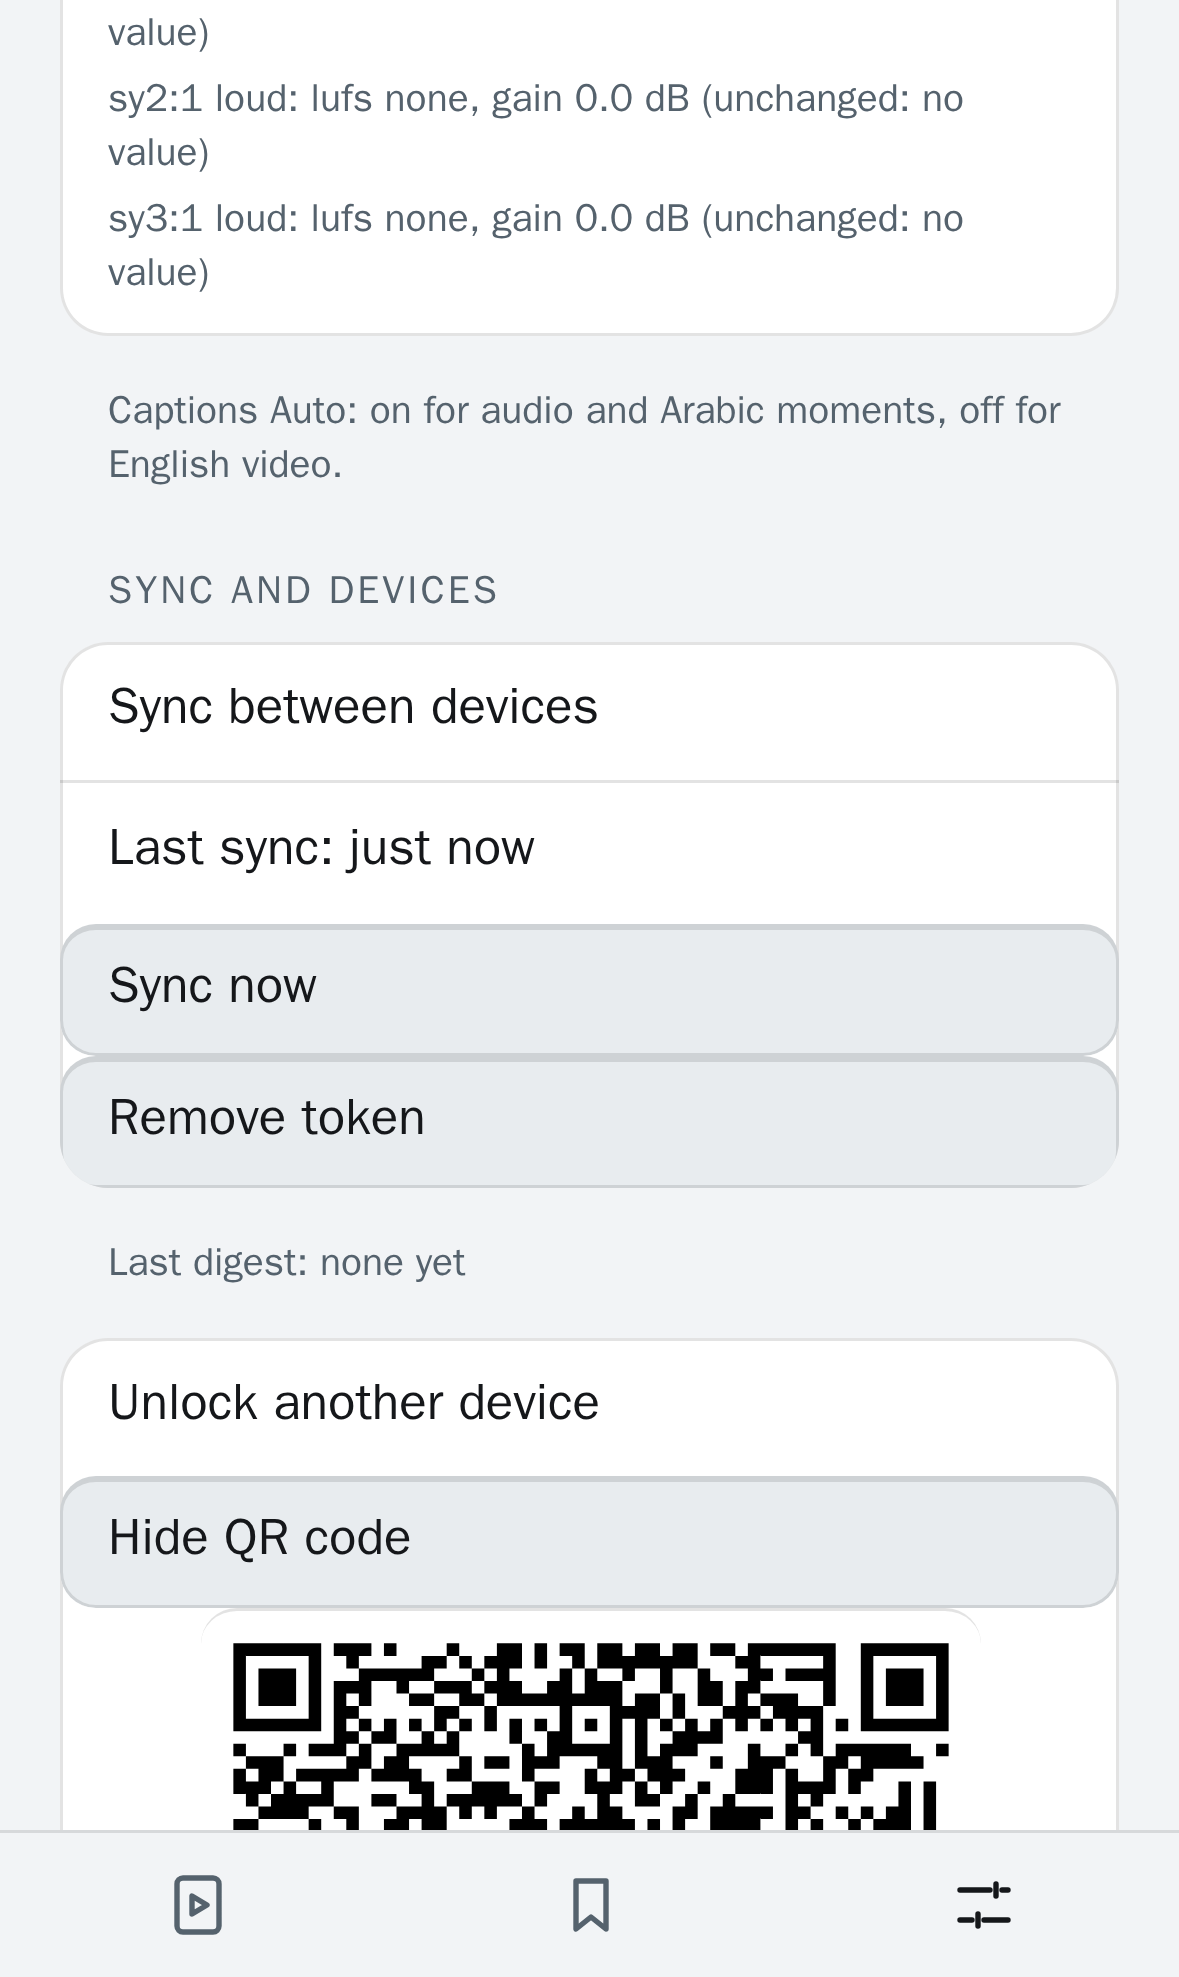 value)
sy2:1 loud: lufs none, gain 0.0 dB (unchanged: no
value)
sy3:1 loud: lufs none, gain 0.0 dB (unchanged: no
value)
Captions Auto: on for audio and Arabic moments, off for
English video.
SYNC AND DEVICES
Sync between devices
Last sync: just now
Sync now
Remove token
Last digest: none yet
Unlock another device
Hide QR code